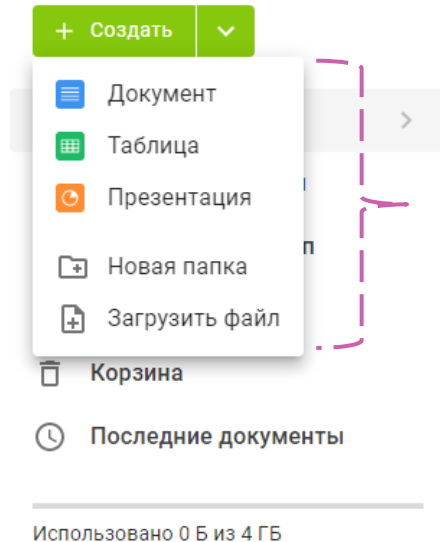 Создать
Документ
Таблица
Презентация
Новая папка
Загрузить файл
Корзина
Последние документы
Использовано 0 Б из 4 ГБ